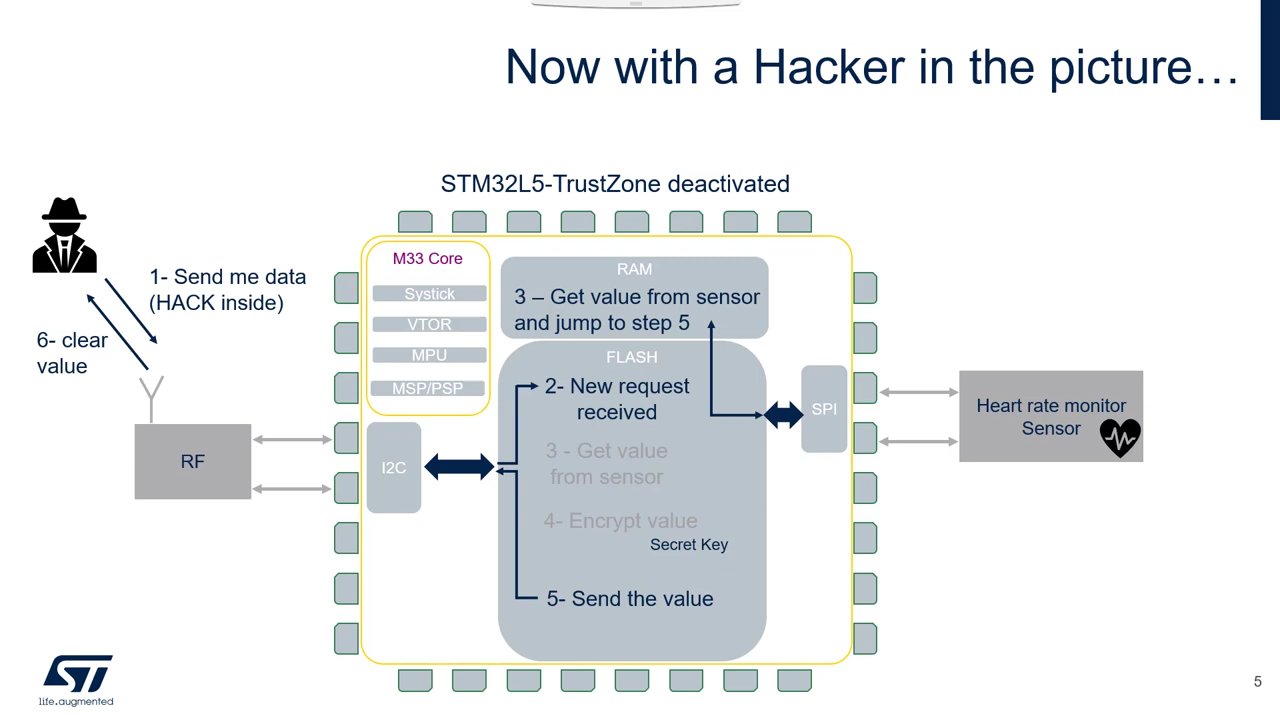 Now with a Hacker in the picture…
STM32L5-TrustZone deactivated
1- Send me data
(HACK inside)
6- clear
value
RF
M33 Core
Systick
VTOR
MPU
MSP/PSP
I2C
RAM
3 – Get value from sensor
and jump to step 5
FLASH
2- New request
received
3 - Get value
from sensor
4- Encrypt value
Secret Key
5- Send the value
SPI
Heart rate monitor
Sensor
ST
life.augmented
5